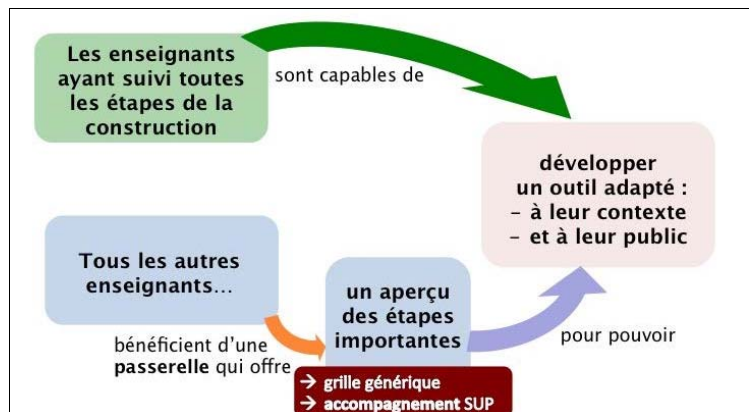 Les enseignants
ayant suivi toutes
les étapes de la
construction
sont capables de
développer
un outil adapté :
- à leur contexte
- et à leur public
Tous les autres
enseignants…
bénéficient d'une
passerelle qui offre
un aperçu
des étapes
importantes
→ grille générique
→ accompagnement SUP
pour pouvoir